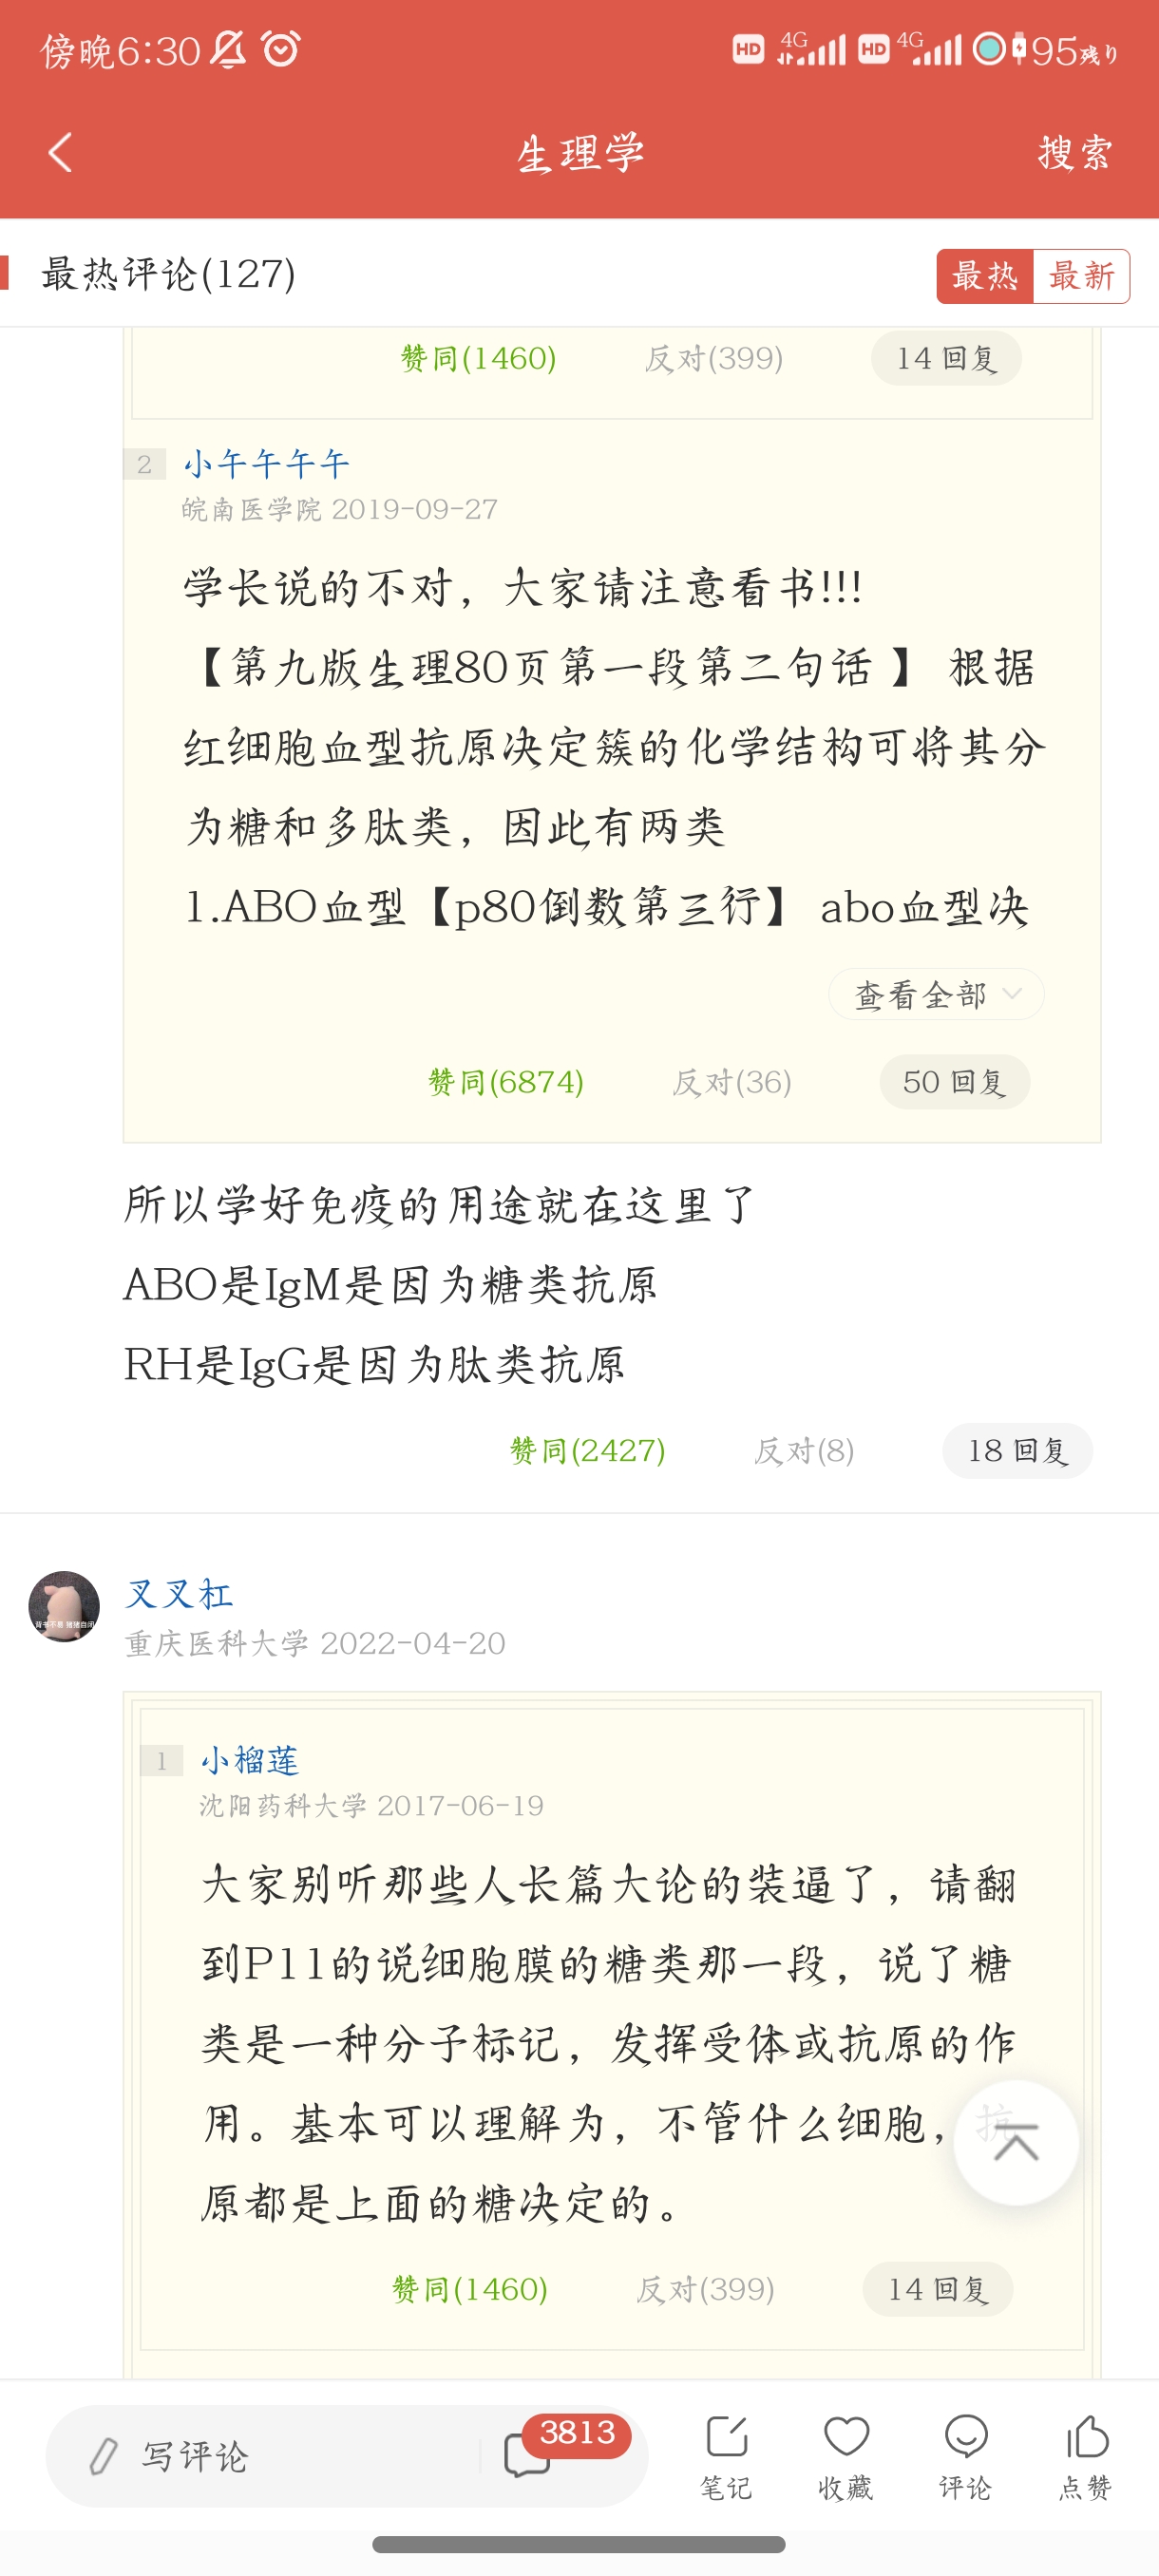 傍晚6:30
HD 4G HD 4G 95残り
生理学
搜索
最热评论(127)
最热 最新
赞同(1460) 反对(399) 14 回复
2 小午午午午
皖南医学院 2019-09-27
学长说的不对，大家请注意看书!!!
【第九版生理80页第一段第二句话 】 根据
红细胞血型抗原决定簇的化学结构可将其分
为糖和多肽类，因此有两类
1.ABO血型【p80倒数第三行】 abo血型决
查看全部
赞同(6874) 反对(36) 50 回复
所以学好免疫的用途就在这里了
ABO是IgM是因为糖类抗原
RH是IgG是因为肽类抗原
赞同(2427) 反对(8) 18 回复
叉叉杠
重庆医科大学 2022-04-20
1 小榴莲
沈阳药科大学 2017-06-19
大家别听那些人长篇大论的装逼了，请翻
到P11的说细胞膜的糖类那一段，说了糖
类是一种分子标记，发挥受体或抗原的作
用。基本可以理解为，不管什么细胞，抗
原都是上面的糖决定的。
赞同(1460) 反对(399) 14 回复
写评论
3813
笔记
收藏
评论
点赞